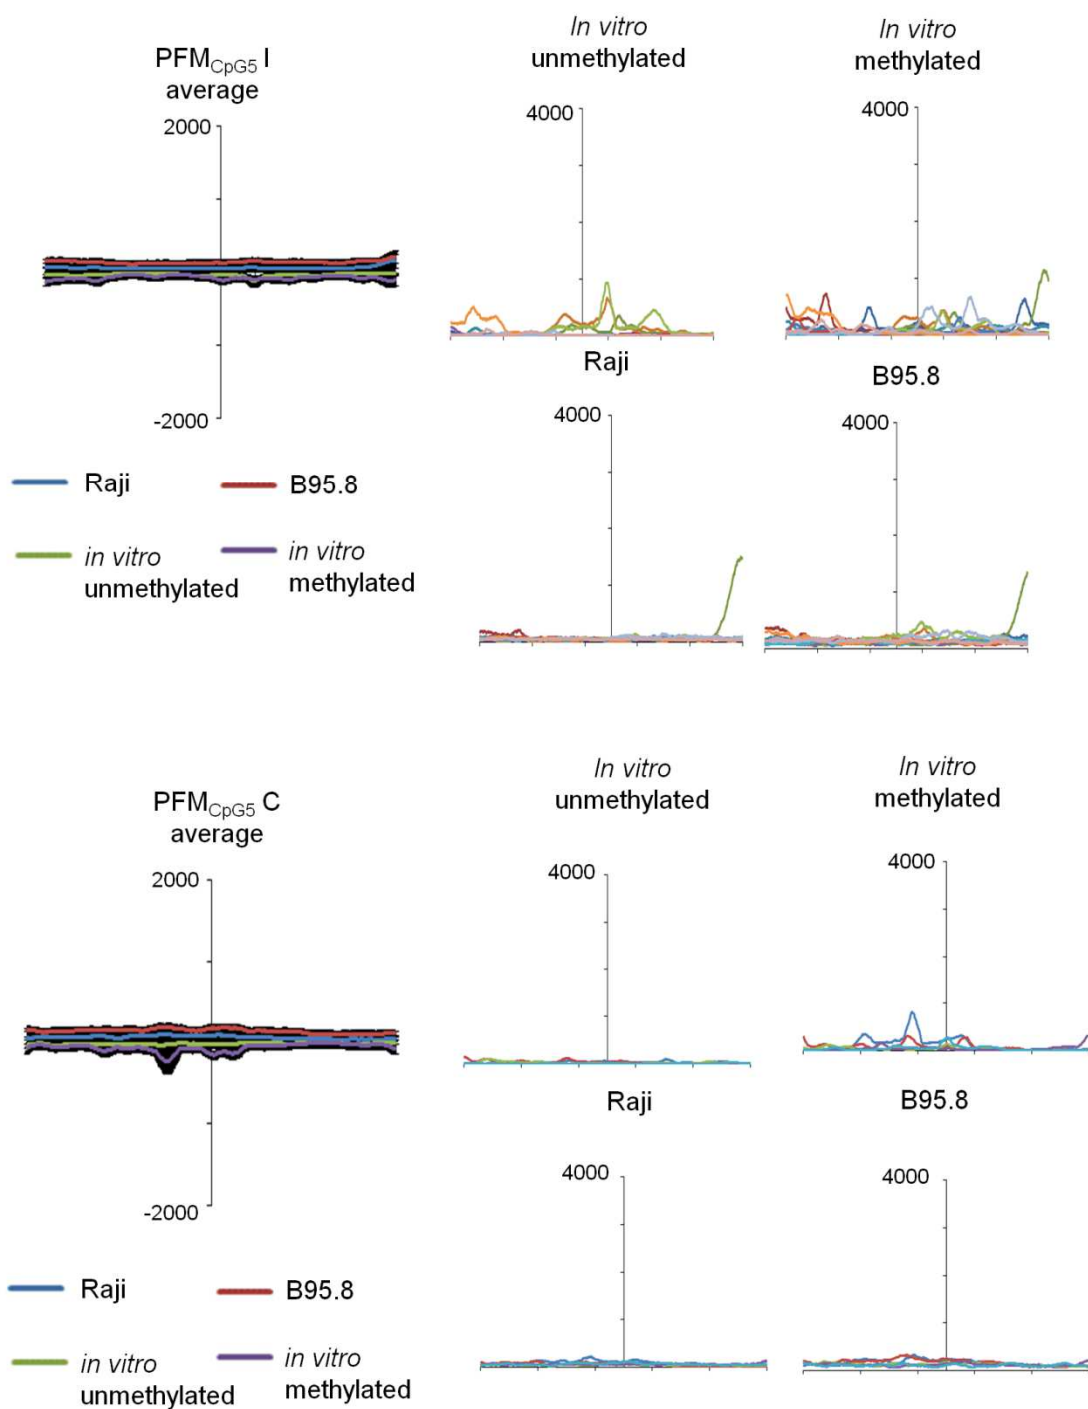 PFMCpG5 I
average
2000
-2000
Raji
B95.8
in vitro
unmethylated
in vitro
methylated
In vitro
unmethylated
4000
In vitro
methylated
4000
Raji
4000
B95.8
4000
PFMCpG5 C
average
2000
-2000
Raji
B95.8
in vitro
unmethylated
in vitro
methylated
In vitro
unmethylated
4000
In vitro
methylated
4000
Raji
4000
B95.8
4000